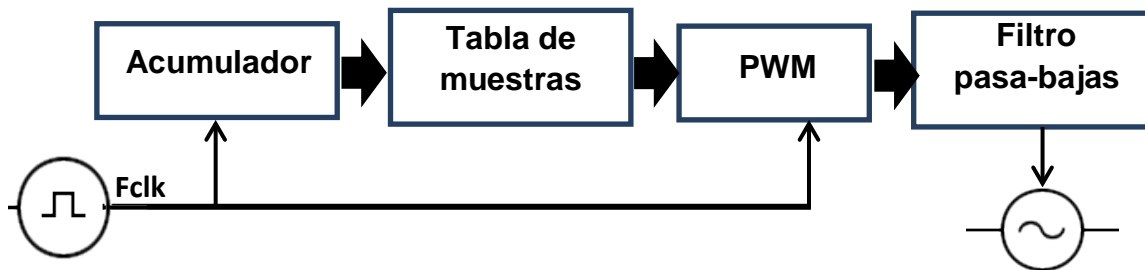 Acumulador
Tabla de
muestras
PWM
Filtro
pasa-bajas
Fclk